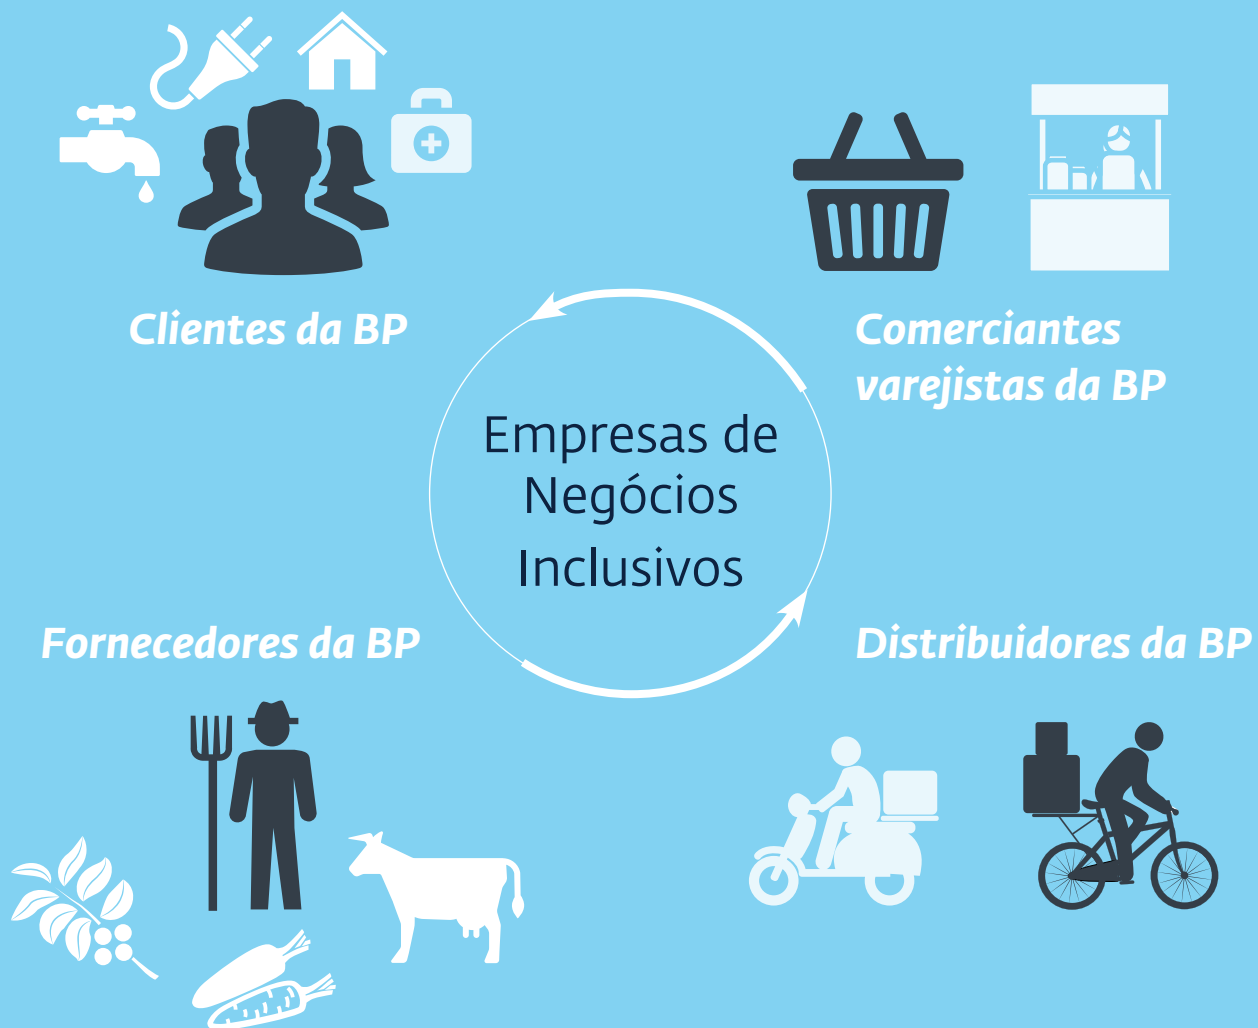 Clientes da BP
Comerciantes
varejistas da BP
Empresas de
Negócios
Inclusivos
Fornecedores da BP
Distribuidores da BP